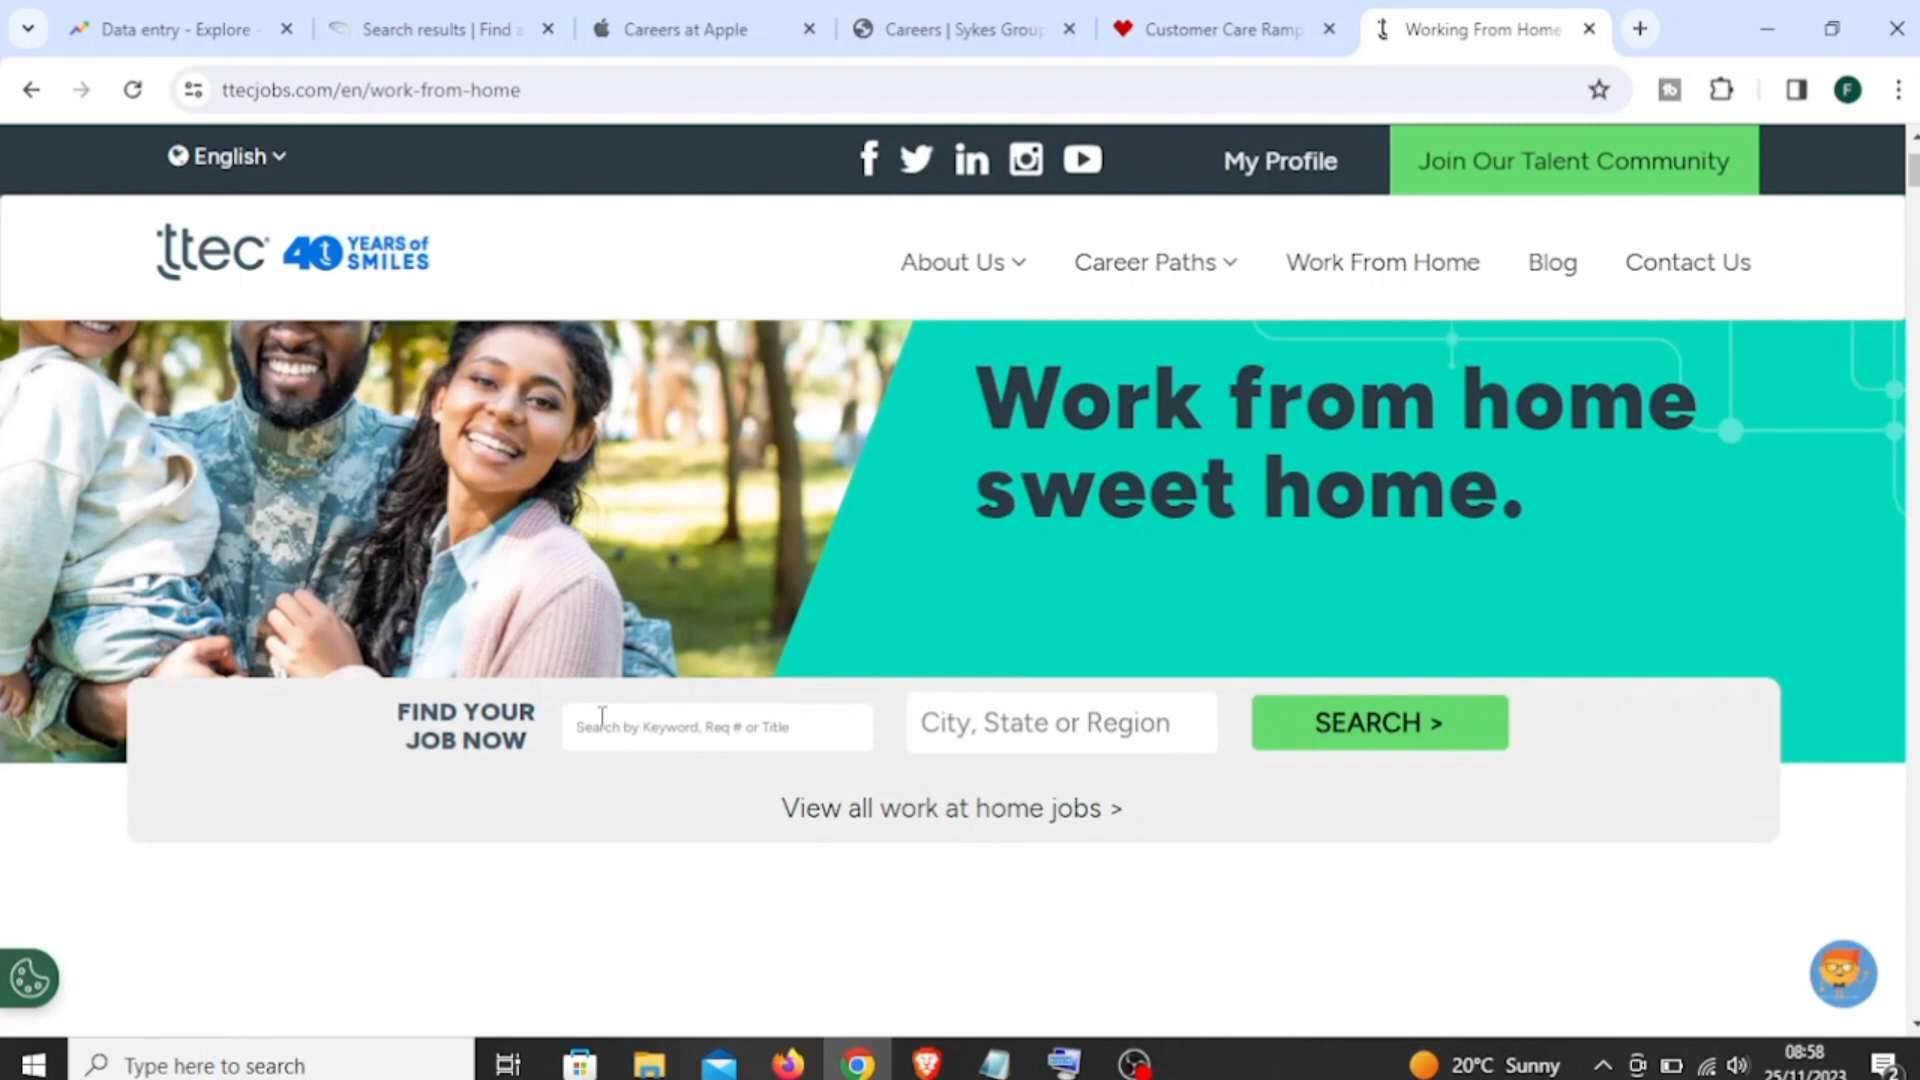 Data entry - Explore -
Search results | Find a
Careers at Apple
Careers | Sykes Group
Customer Care Ramp
Working From Home
ttecjobs.com/en/work-from-home
F
English
My Profile
Join Our Talent Community
ttec
40 YEARS of SMILES
About Us
Career Paths
Work From Home
Blog
Contact Us
Work from home
sweet home.
FIND YOUR
JOB NOW
Search by Keyword, Req # or Title
City, State or Region
SEARCH >
View all work at home jobs >
Type here to search
20°C Sunny
08:58
25/11/2023
2